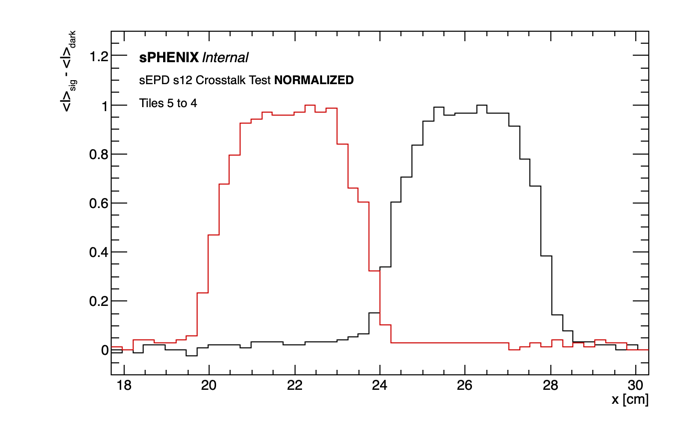 <I>sig - <I>dark
sPHENIX Internal
sEPD s12 Crosstalk Test NORMALIZED
Tiles 5 to 4
1.2
1
0.8
0.6
0.4
0.2
0
18 20 22 24 26 28 30
x [cm]